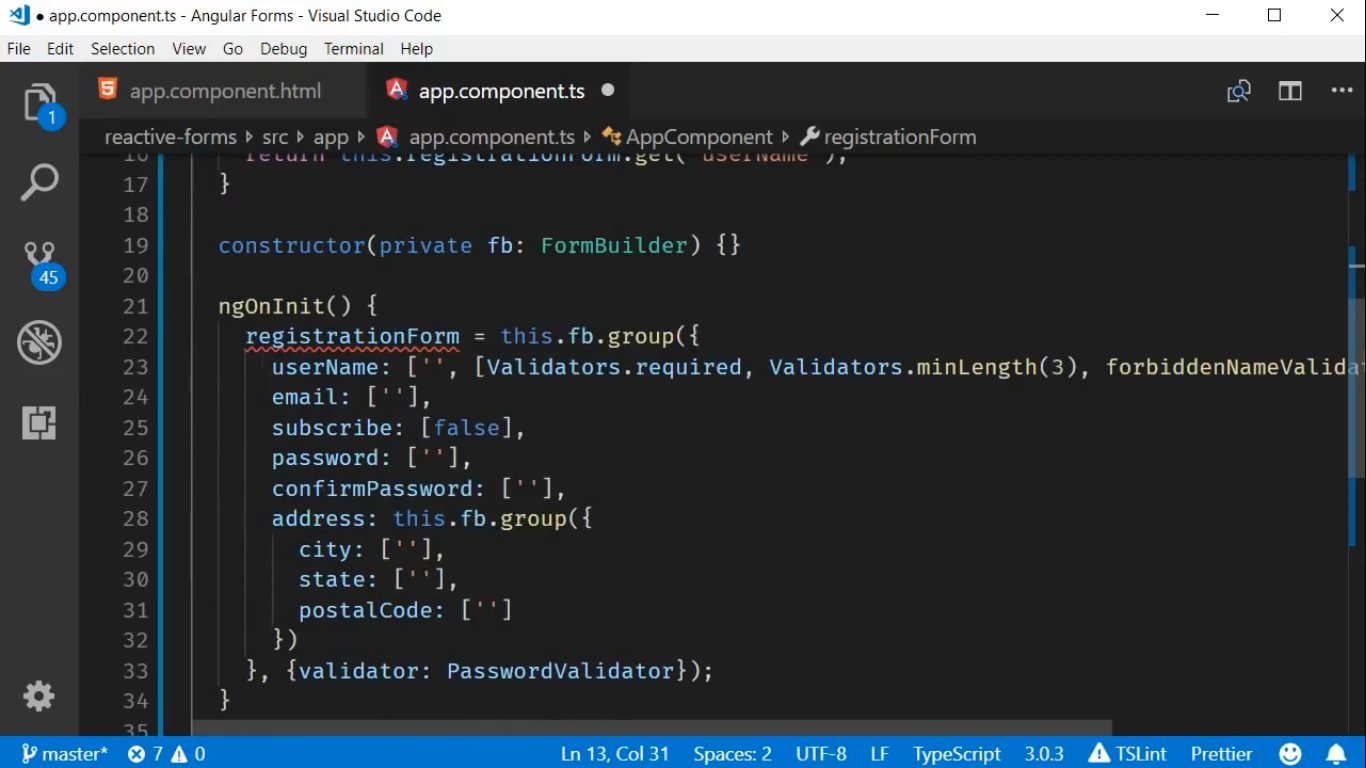 ● app.component.ts - Angular Forms - Visual Studio Code
File Edit Selection View Go Debug Terminal Help
1
app.component.html app.component.ts
reactive-forms src app app.component.ts AppComponent registrationForm
16 return this.registrationForm.get('userName');
17 }
18
19 constructor(private fb: FormBuilder) {}
20
21 ngOnInit() {
22 registrationForm = this.fb.group({
23 userName: ['', [Validators.required, Validators.minLength(3), forbiddenNameValida
24 email: [''],
25 subscribe: [false],
26 password: [''],
27 confirmPassword: [''],
28 address: this.fb.group({
29 city: [''],
30 state: [''],
31 postalCode: ['']
32 })
33 }, {validator: PasswordValidator});
34 }
35
45
master* 7 0 Ln 13, Col 31 Spaces: 2 UTF-8 LF TypeScript 3.0.3 TSLint Prettier